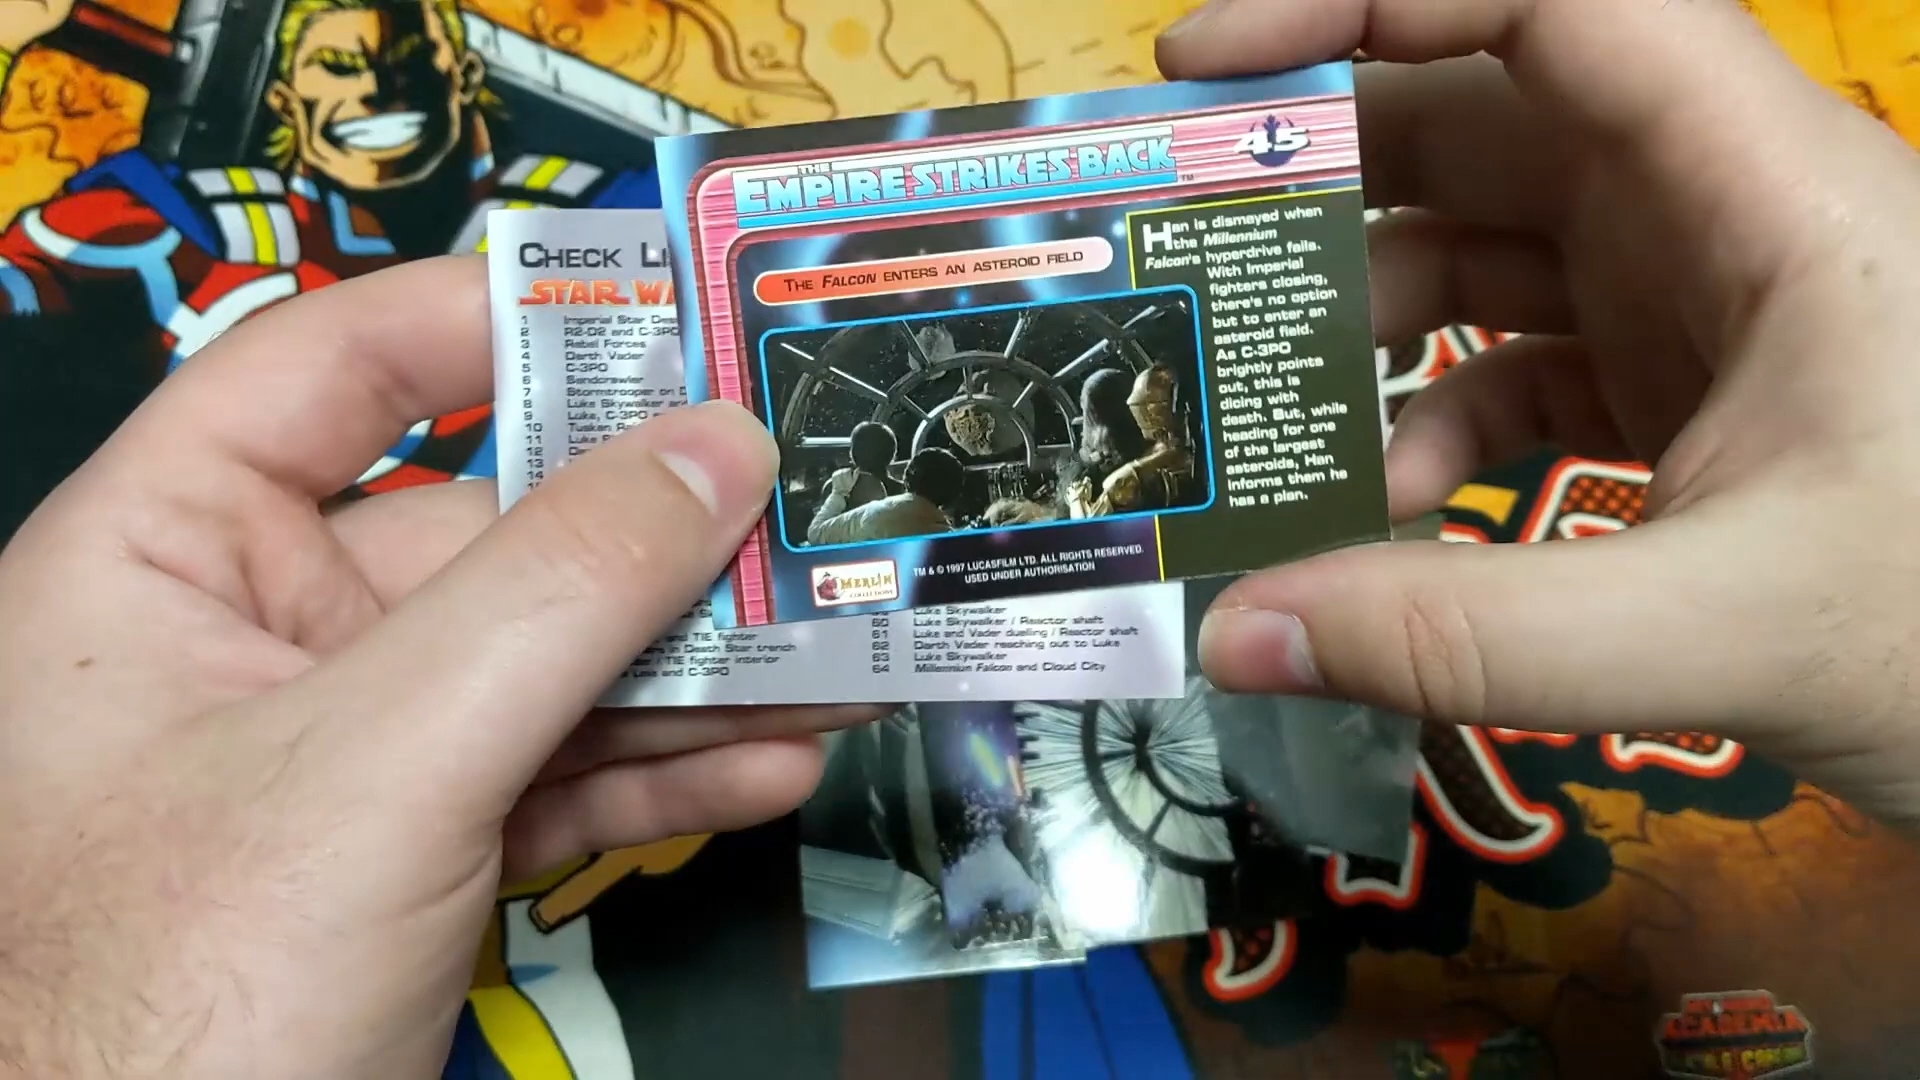 THE
EMPIRE STRIKES BACK
TM
45
THE FALCON ENTERS AN ASTEROID FIELD
Han is dismayed when
the Millennium
Falcon's hyperdrive fails.
With Imperial
fighters closing,
there's no option
but to enter an
asteroid field.
As C-3PO
brightly points
out, this is
dicing with
death. But, while
heading for one
of the largest
asteroids, Han
informs them he
has a plan.
MERLIN
COLLECTIONS
TM & © 1997 LUCASFILM LTD. ALL RIGHTS RESERVED.
USED UNDER AUTHORISATION
CHECK LI
STAR WA
1 Imperial Star Des
2 R2-D2 and C-3PO
3 Rebel Forces
4 Darth Vader
5 C-3PO
6 Sandcrawler
7 Stormtrooper on D
8 Luke Skywalker an
9 Luke, C-3PO
10 Tusken Ra
11 Luke
12
13
14
and TIE fighter
in Death Star trench
/ TIE fighter interior
Leia and C-3PO
Luke Skywalker
60 Luke Skywalker / Reactor shaft
61 Luke and Vader duelling / Reactor shaft
62 Darth Vader reaching out to Luke
63 Luke Skywalker
64 Millennium Falcon and Cloud City
ACADEMIA